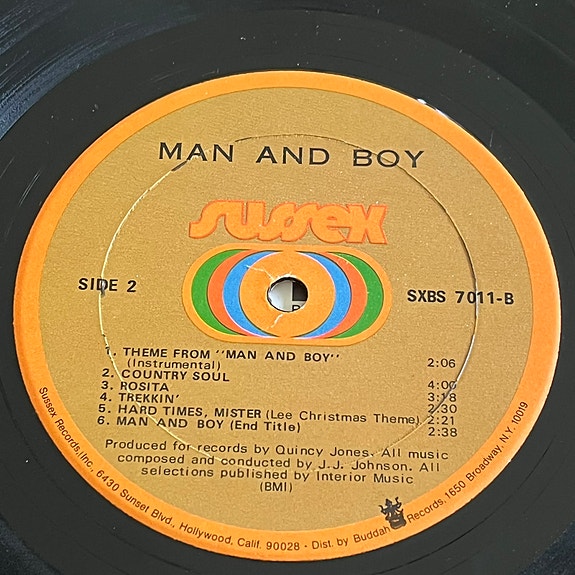 MAN AND BOY
sussex
SIDE 2
SXBS 7011-B
1. THEME FROM "MAN AND BOY"
(Instrumental) 2:06
2. COUNTRY SOUL 4:00
3. ROSITA 3:18
4. TREKKIN' 2:30
5. HARD TIMES, MISTER (Lee Christmas Theme) 2:21
6. MAN AND BOY (End Title) 2:38
Produced for records by Quincy Jones. All music
composed and conducted by J.J. Johnson. All
selections published by Interior Music
(BMI)
Sussex Records, Inc., 6430 Sunset Blvd., Hollywood, Calif. 90028 · Dist. by Buddah Records, 1650 Broadway, N.Y. 10019